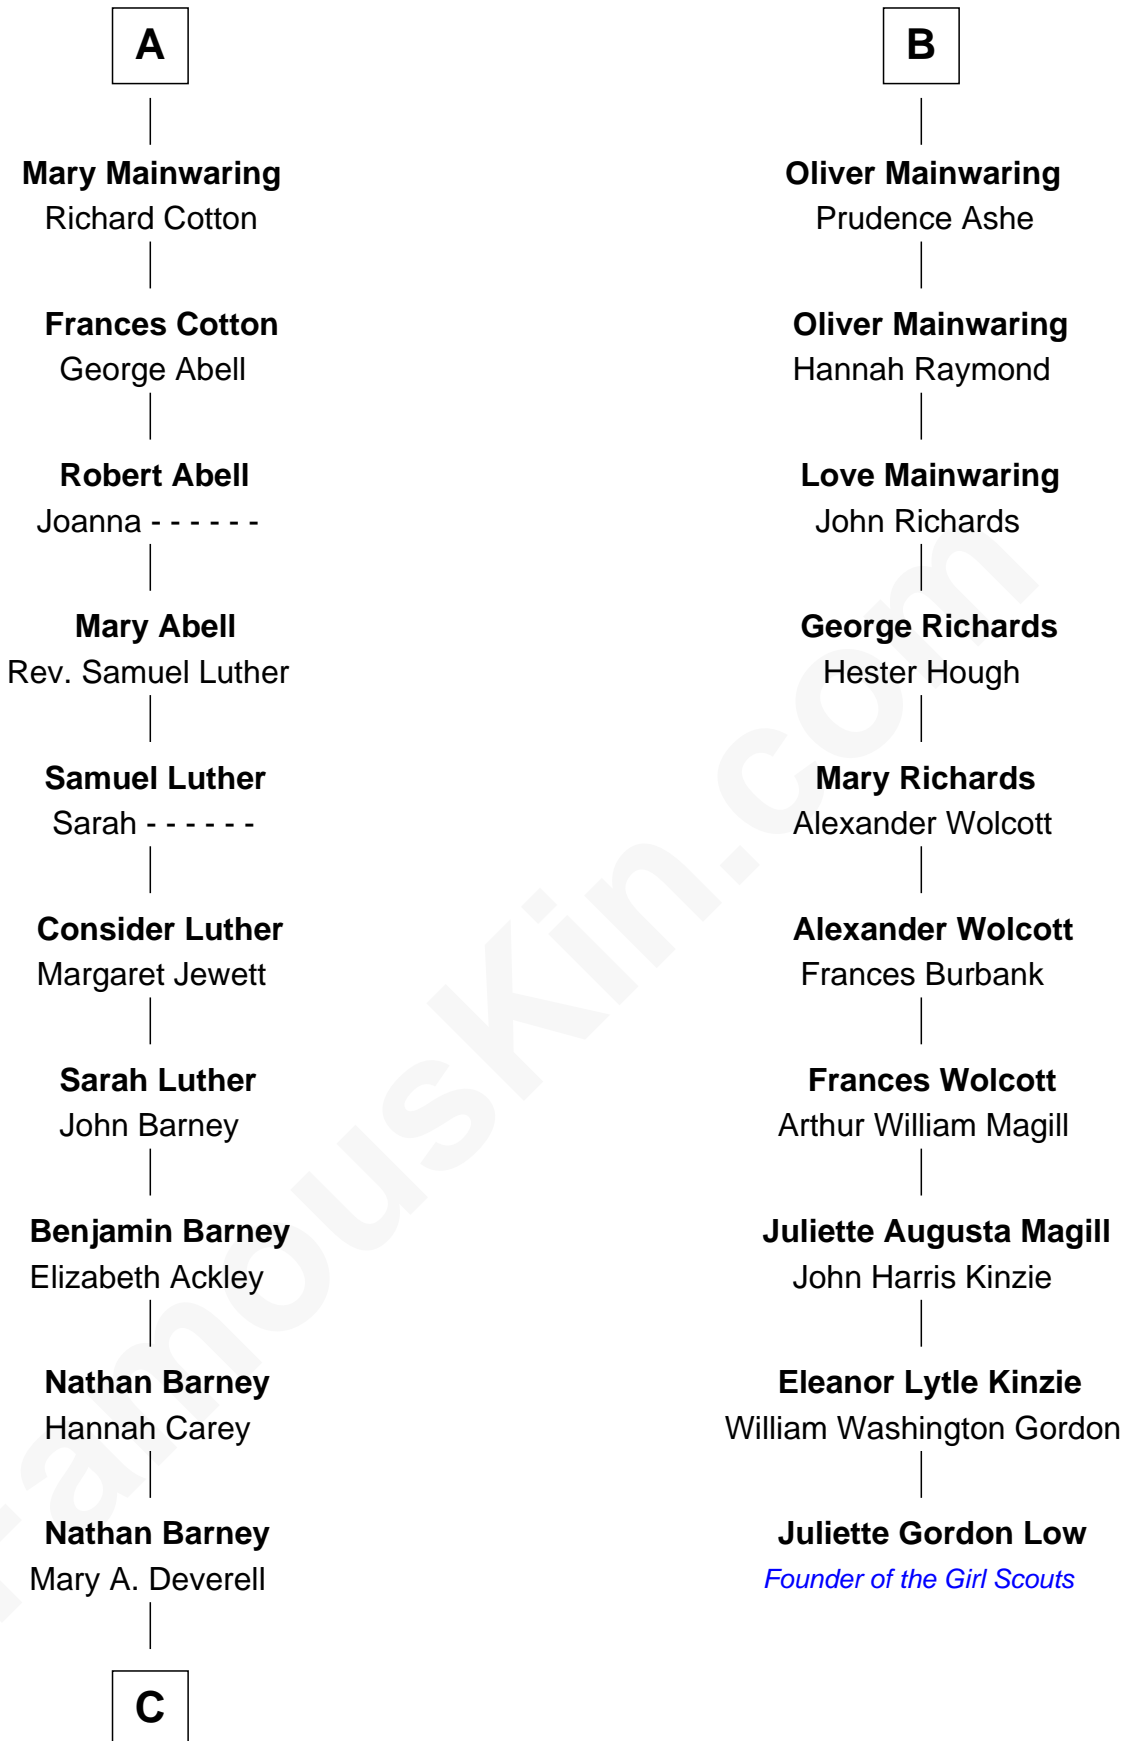 A
Mary Mainwaring
Richard Cotton
Frances Cotton
George Abell
Robert Abell
Joanna - - - - - -
Mary Abell
Rev. Samuel Luther
Samuel Luther
Sarah - - - - - -
Consider Luther
Margaret Jewett
Sarah Luther
John Barney
Benjamin Barney
Elizabeth Ackley
Nathan Barney
Hannah Carey
Nathan Barney
Mary A. Deverell
C
B
Oliver Mainwaring
Prudence Ashe
Oliver Mainwaring
Hannah Raymond
Love Mainwaring
John Richards
George Richards
Hester Hough
Mary Richards
Alexander Wolcott
Alexander Wolcott
Frances Burbank
Frances Wolcott
Arthur William Magill
Juliette Augusta Magill
John Harris Kinzie
Eleanor Lytle Kinzie
William Washington Gordon
Juliette Gordon Low
Founder of the Girl Scouts
FamousKin.com